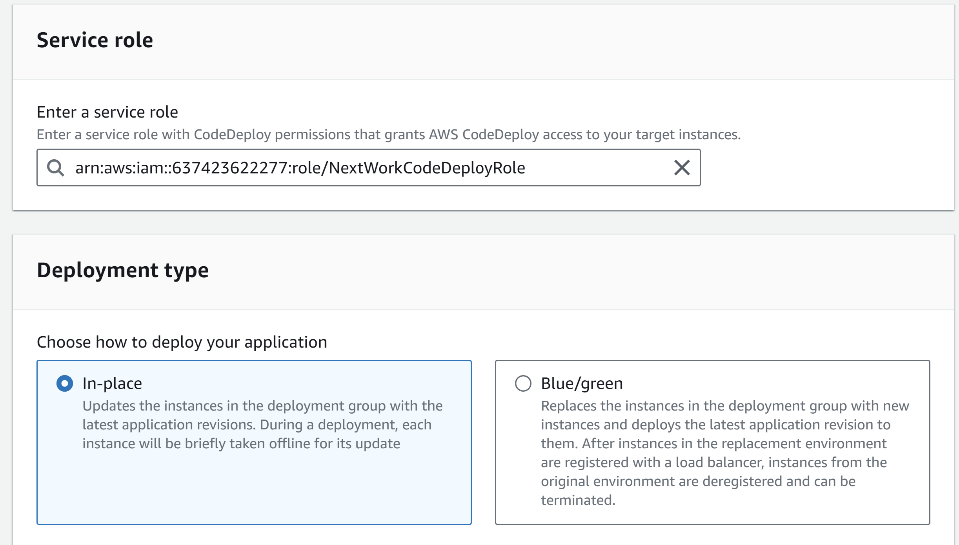 Service role
Enter a service role
Enter a service role with CodeDeploy permissions that grants AWS CodeDeploy access to your target instances.
arn:aws:iam::637423622277:role/NextWorkCodeDeployRole
Deployment type
Choose how to deploy your application
In-place
Updates the instances in the deployment group with the
latest application revisions. During a deployment, each
instance will be briefly taken offline for its update
Blue/green
Replaces the instances in the deployment group with new
instances and deploys the latest application revision to
them. After instances in the replacement environment
are registered with a load balancer, instances from the
original environment are deregistered and can be
terminated.